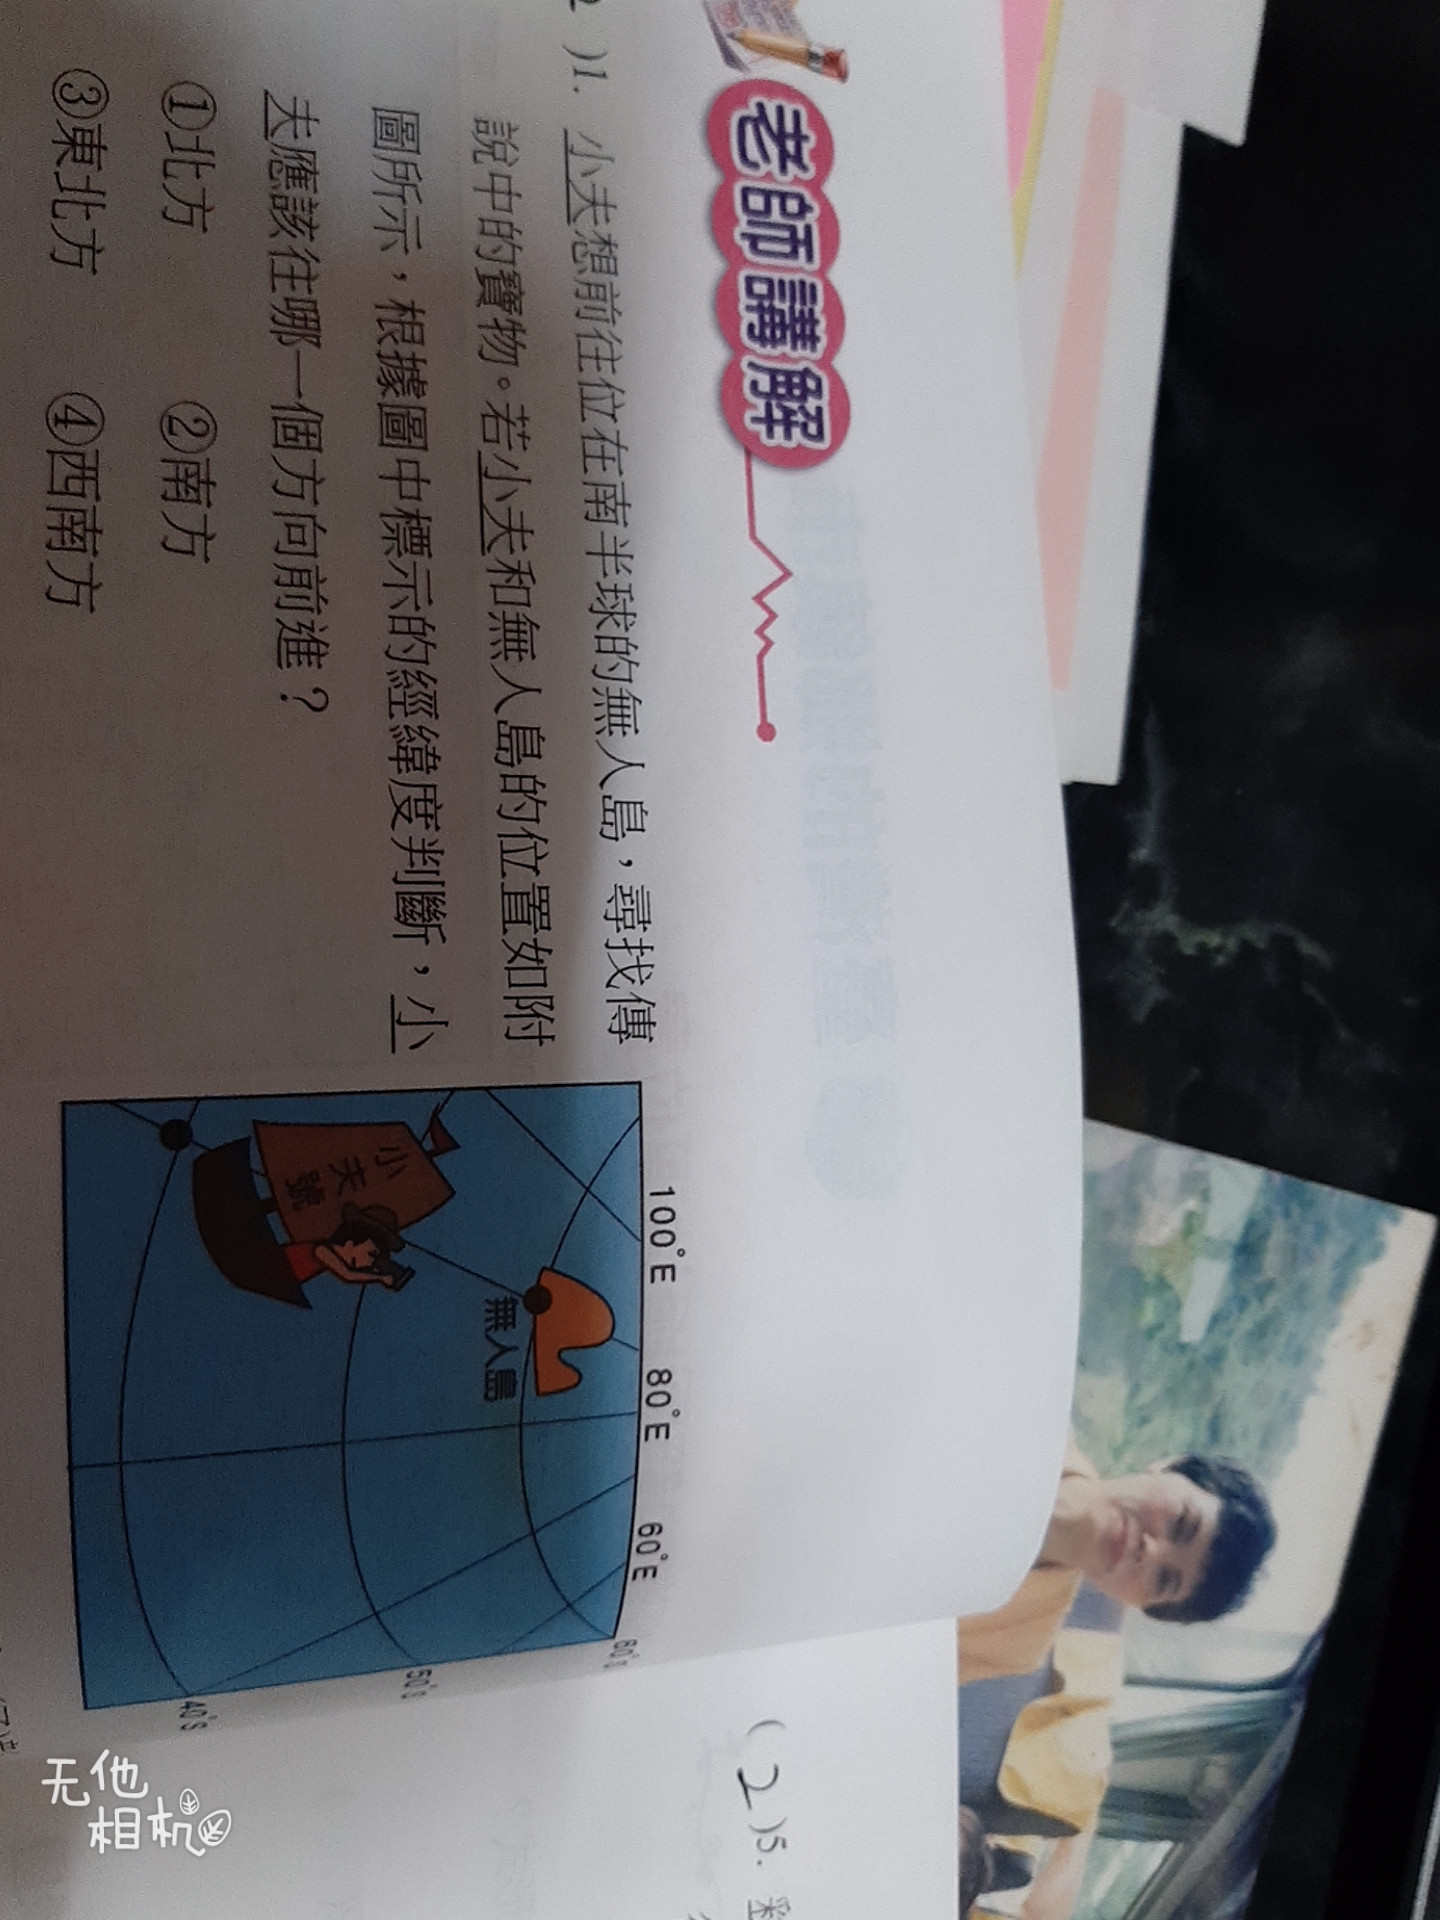 老師講解
2 )1. 小夫想前往位在南半球的無人島，尋找傳
說中的寶物。若小夫和無人島的位置如附
圖所示，根據圖中標示的經緯度判斷，小
夫應該往哪一個方向前進？
①北方 ②南方
③東北方 ④西南方
100°E 80°E 60°E
60°S
50°S
40°S
小夫號
無人島
(2)5.
无他
相机